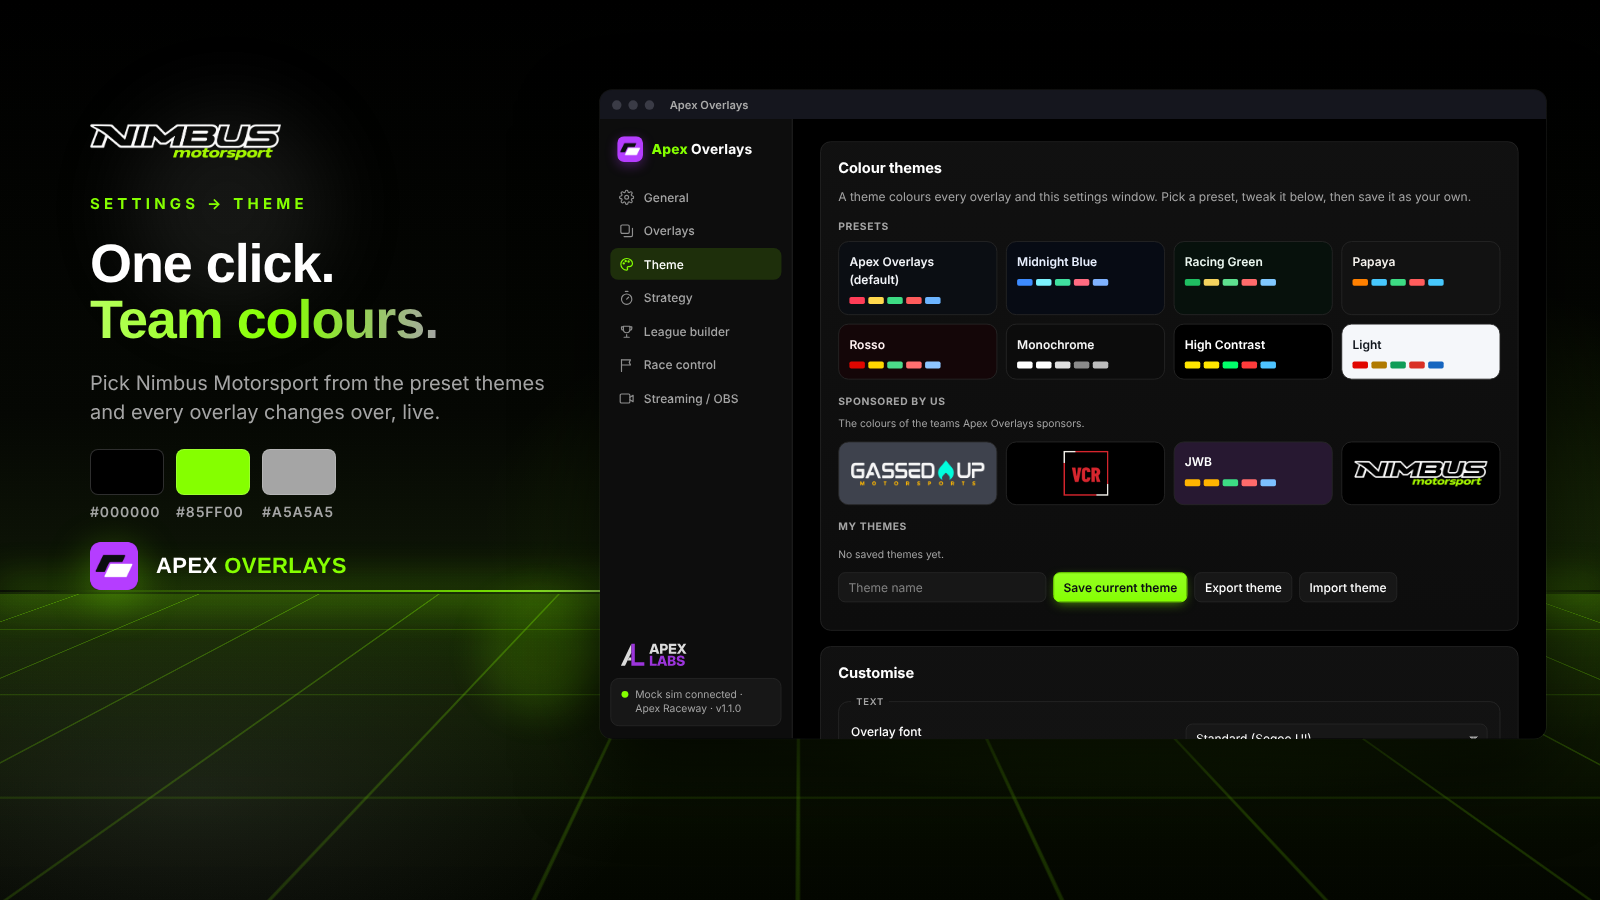 NIMBUS
motorsport
SETTINGS → THEME
One click.
Team colours.
Pick Nimbus Motorsport from the preset themes
and every overlay changes over, live.
#000000 #85FF00 #A5A5A5
APEX OVERLAYS
Apex Overlays
Apex Overlays
General
Overlays
Theme
Strategy
League builder
Race control
Streaming / OBS
APEX
LABS
Mock sim connected ·
Apex Raceway · v1.1.0
Colour themes
A theme colours every overlay and this settings window. Pick a preset, tweak it below, then save it as your own.
PRESETS
Apex Overlays
(default)
Midnight Blue
Racing Green
Papaya
Rosso
Monochrome
High Contrast
Light
SPONSORED BY US
The colours of the teams Apex Overlays sponsors.
GASSED UP
MOTORSPORTS
VCR
JWB
NIMBUS
motorsport
MY THEMES
No saved themes yet.
Theme name
Save current theme
Export theme
Import theme
Customise
TEXT
Overlay font
Standard (Segoe UI)